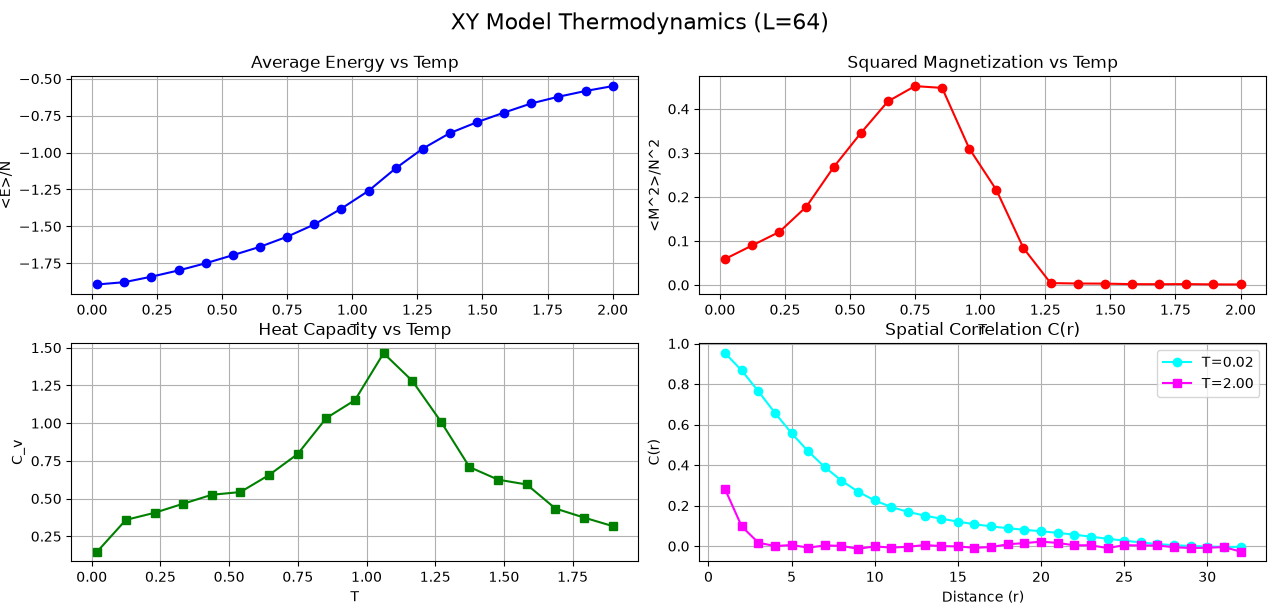 XY Model Thermodynamics (L=64)
Average Energy vs Temp
<E>/N
−0.50
−0.75
−1.00
−1.25
−1.50
−1.75
0.00 0.25 0.50 0.75 1.00 1.25 1.50 1.75 2.00
T
Squared Magnetization vs Temp
<M^2>/N^2
0.4
0.3
0.2
0.1
0.0
0.00 0.25 0.50 0.75 1.00 1.25 1.50 1.75 2.00
T
Heat Capacity vs Temp
C_v
1.50
1.25
1.00
0.75
0.50
0.25
0.00 0.25 0.50 0.75 1.00 1.25 1.50 1.75
T
Spatial Correlation C(r)
C(r)
1.0
0.8
0.6
0.4
0.2
0.0
T=0.02
T=2.00
0 5 10 15 20 25 30
Distance (r)